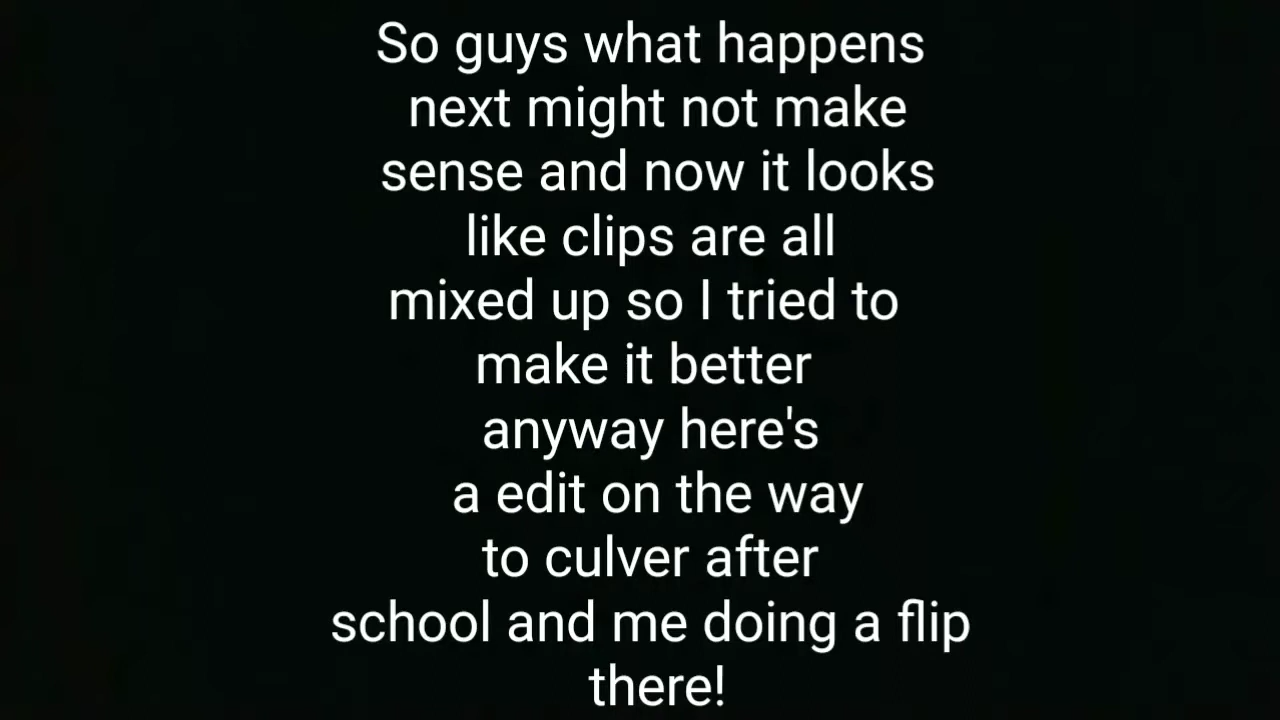 So guys what happens
next might not make
sense and now it looks
like clips are all
mixed up so I tried to
make it better
anyway here's
a edit on the way
to culver after
school and me doing a flip
there!